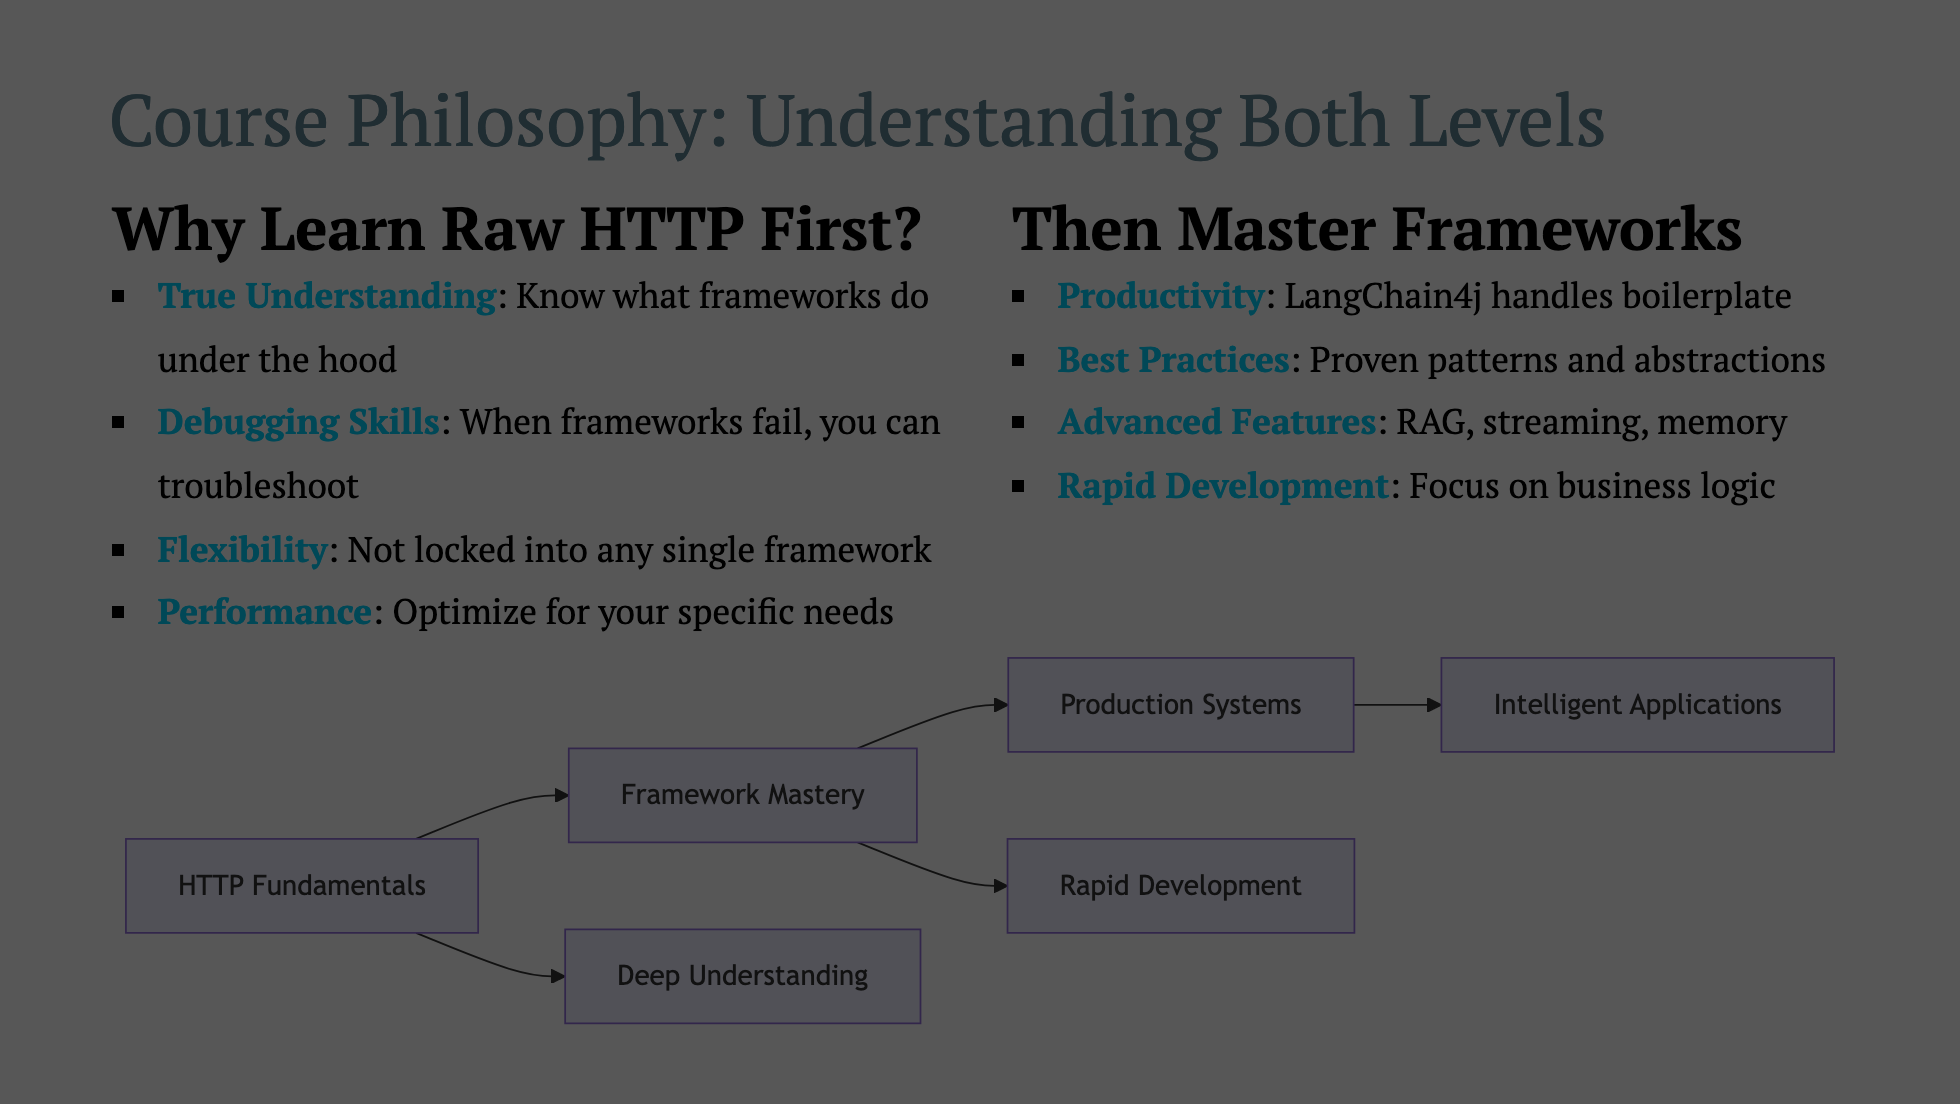 Course Philosophy: Understanding Both Levels
Why Learn Raw HTTP First?
▪ True Understanding: Know what frameworks do
under the hood
▪ Debugging Skills: When frameworks fail, you can
troubleshoot
▪ Flexibility: Not locked into any single framework
▪ Performance: Optimize for your specific needs
Then Master Frameworks
▪ Productivity: LangChain4j handles boilerplate
▪ Best Practices: Proven patterns and abstractions
▪ Advanced Features: RAG, streaming, memory
▪ Rapid Development: Focus on business logic
HTTP Fundamentals
Framework Mastery
Deep Understanding
Production Systems
Rapid Development
Intelligent Applications